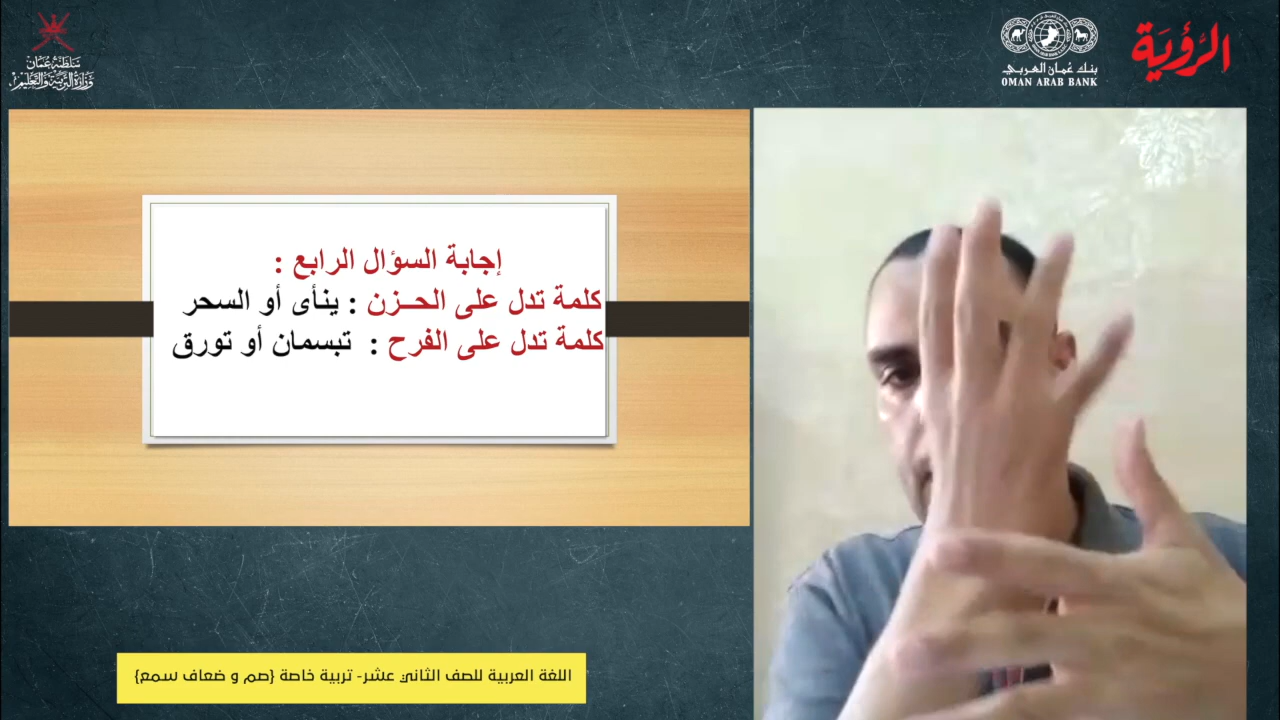 سلطنة عمان
وزارة التربية والتعليم
بنك عمان العربي
OMAN ARAB BANK
الرؤية
إجابة السؤال الرابع :
كلمة تدل على الحـزن : ينأى أو السحر
كلمة تدل على الفرح : تبسمان أو تورق
اللغة العربية للصف الثاني عشر- تربية خاصة {صم و ضعاف سمع}